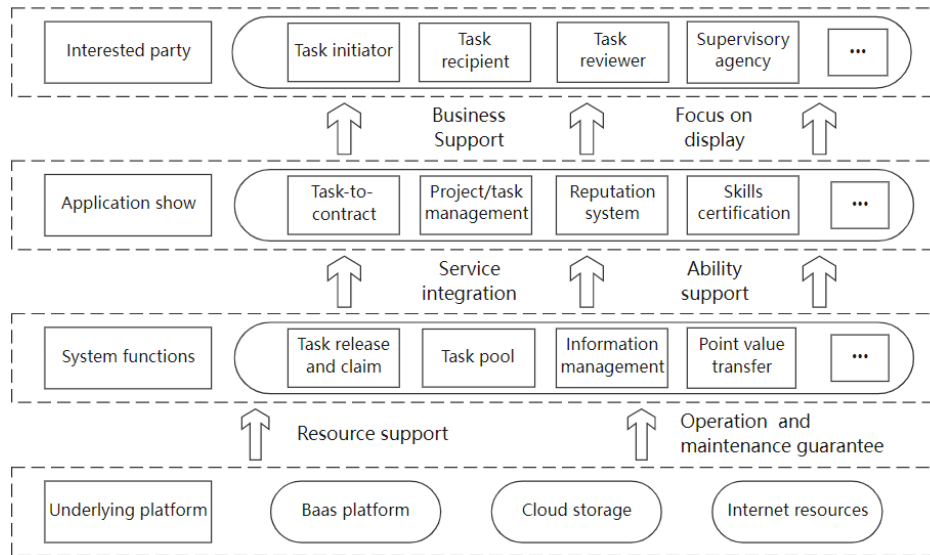 Interested party
Task initiator
Task
recipient
Task
reviewer
Supervisory
agency
...
Business
Support
Focus on
display
Application show
Task-to-
contract
Project/task
management
Reputation
system
Skills
certification
...
Service
integration
Ability
support
System functions
Task release
and claim
Task pool
Information
management
Point value
transfer
...
Resource support
Operation and
maintenance guarantee
Underlying platform
Baas platform
Cloud storage
Internet resources